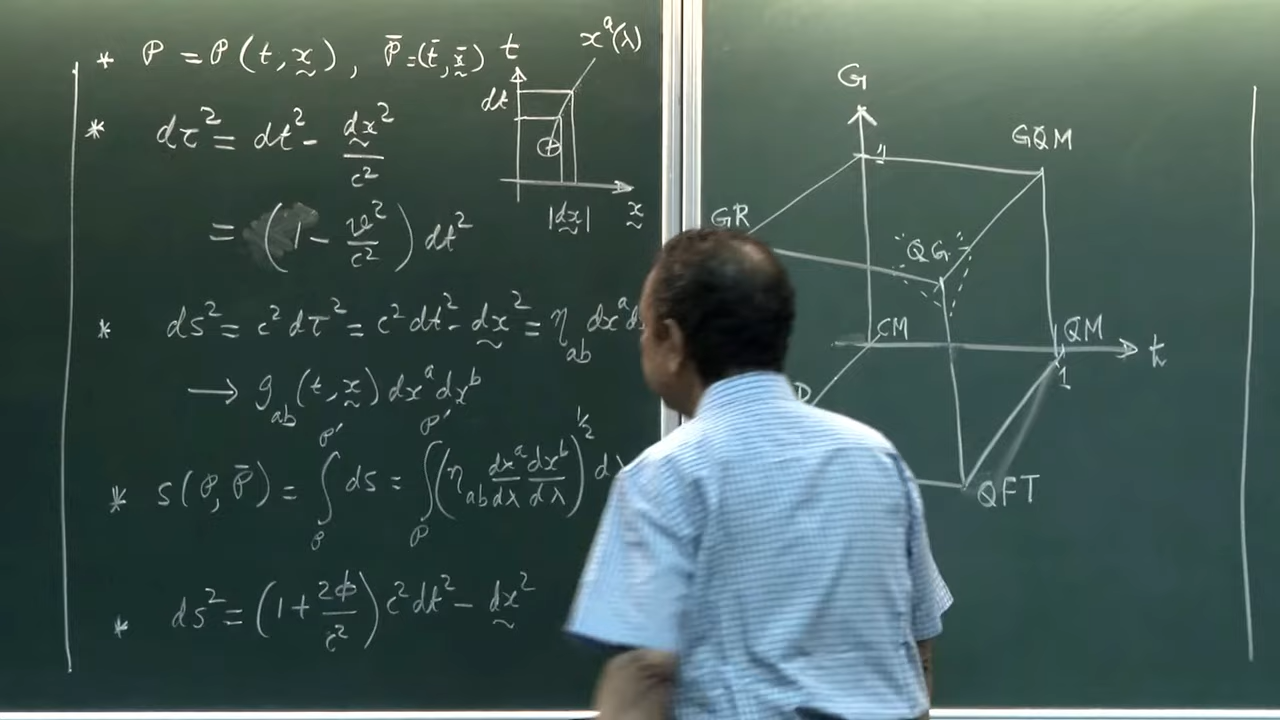 * P = P(t, x), P̄ = (t̄, x̄)
* dτ² = dt² - dx²/c²
= (1 - v²/c²) dt²
* ds² = c²dτ² = c²dt² - dx² = η_ab dx^a d
→ g_ab(t, x) dx^a dx^b
* s(P, P̄) = ∫_P^P' ds = ∫_P^P' (η_ab dx^a/dλ dx^b/dλ)^1/2 dλ
* ds² = (1 + 2ϕ/c²) c²dt² - dx²
t
x^a(λ)
dt
|dx|
x
G
1
GQM
GR
QG
CM
QM
ħ
1
QFT